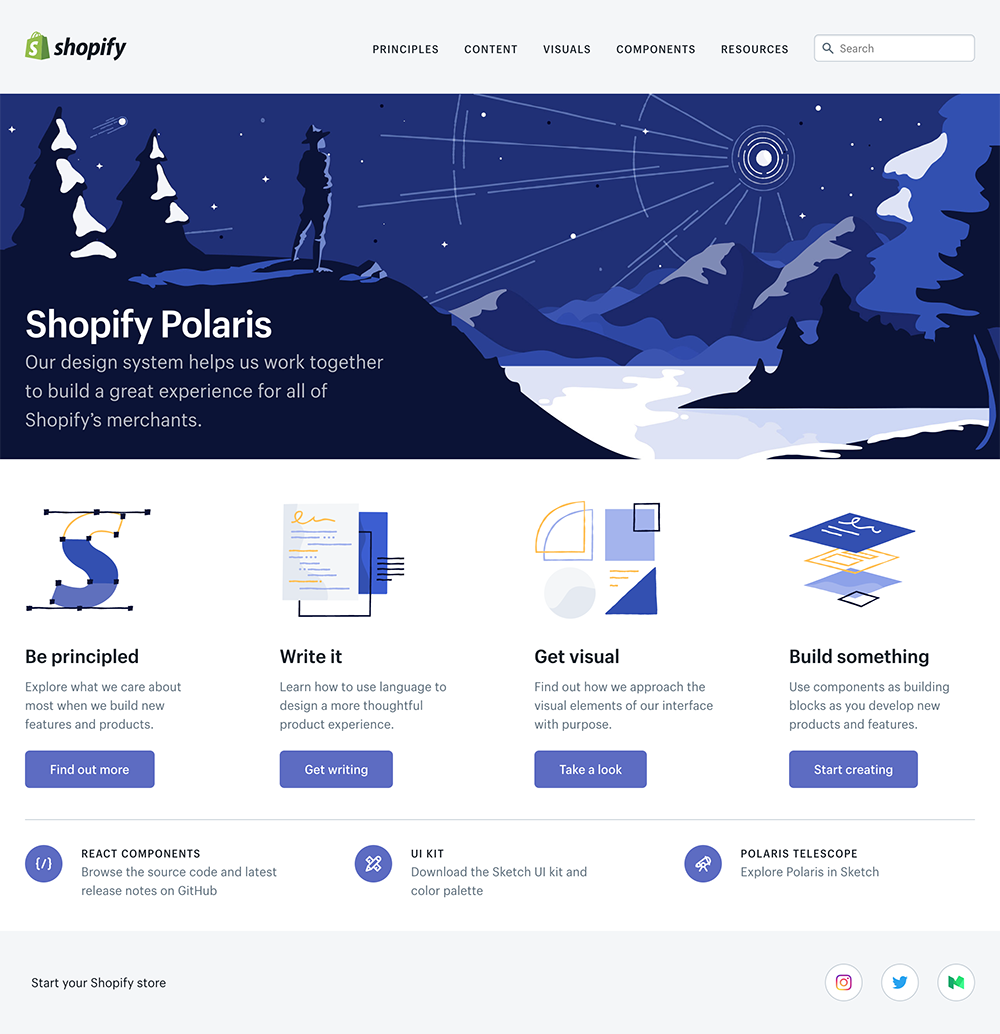 shopify
PRINCIPLES CONTENT VISUALS COMPONENTS RESOURCES Search
Shopify Polaris
Our design system helps us work together
to build a great experience for all of
Shopify’s merchants.
Be principled
Explore what we care about
most when we build new
features and products.
Find out more
Write it
Learn how to use language to
design a more thoughtful
product experience.
Get writing
Get visual
Find out how we approach the
visual elements of our interface
with purpose.
Take a look
Build something
Use components as building
blocks as you develop new
products and features.
Start creating
{/}
REACT COMPONENTS
Browse the source code and latest
release notes on GitHub
UI KIT
Download the Sketch UI kit and
color palette
POLARIS TELESCOPE
Explore Polaris in Sketch
Start your Shopify store